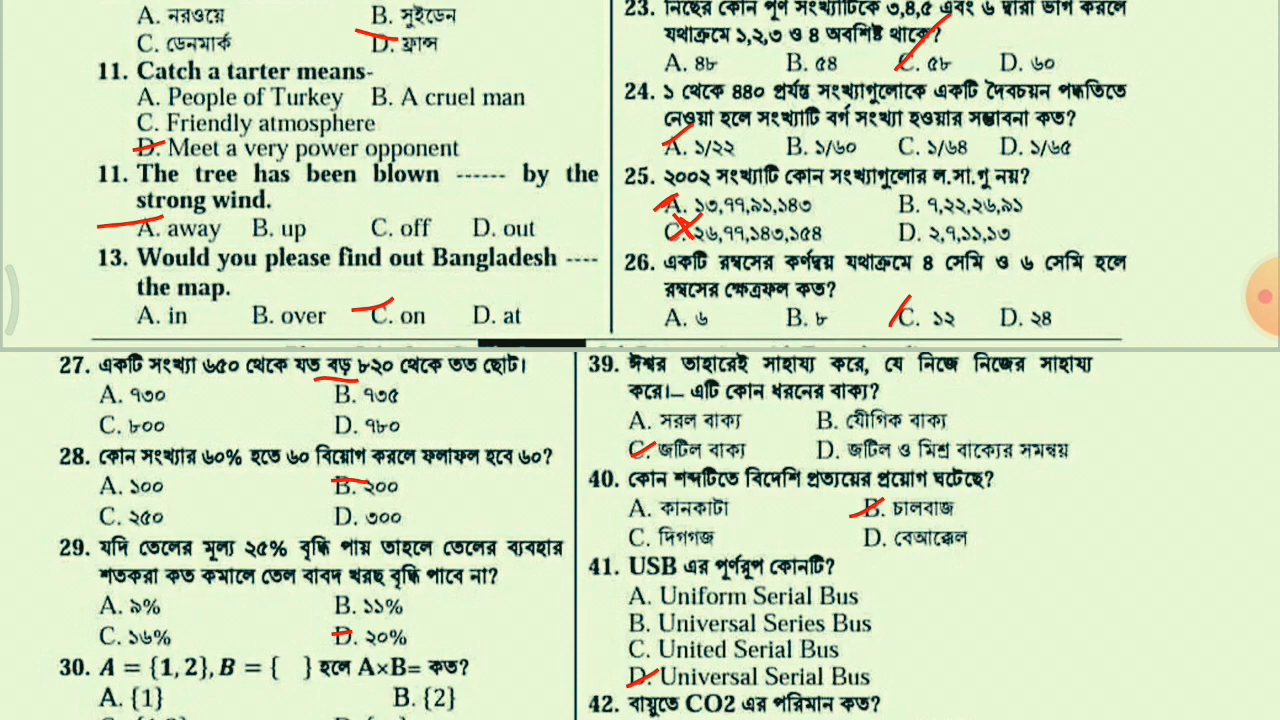 A. নরওয়ে B. সুইডেন
C. ডেনমার্ক D. ফ্রান্স
11. Catch a tarter means-
A. People of Turkey B. A cruel man
C. Friendly atmosphere
D. Meet a very power opponent
11. The tree has been blown ------ by the
strong wind.
A. away B. up C. off D. out
13. Would you please find out Bangladesh ----
the map.
A. in B. over C. on D. at
23. নিচের কোন পূর্ণ সংখ্যাটিকে ৩,৪,৫ এবং ৬ দ্বারা ভাগ করলে
যথাক্রমে ১,২,৩ ও ৪ অবশিষ্ট থাকে?
A. ৪৮ B. ৫৪ C. ৫৮ D. ৬০
24. ১ থেকে ৪৪০ প্রর্যন্ত সংখ্যাগুলোকে একটি দৈবচয়ন পদ্ধতিতে
নেওয়া হলে সংখ্যাটি বর্গ সংখ্যা হওয়ার সম্ভাবনা কত?
A. ১/২২ B. ১/৬০ C. ১/৬৪ D. ১/৬৫
25. ২০০২ সংখ্যাটি কোন সংখ্যাগুলোর ল.সা.গু নয়?
A. ১৩,৭৭,৯১,১৪৩ B. ৭,২২,২৬,৯১
C. ২৬,৭৭,১৪৩,১৫৪ D. ২,৭,১১,১৩
26. একটি রম্বসের কর্ণদ্বয় যথাক্রমে ৪ সেমি ও ৬ সেমি হলে
রম্বসের ক্ষেত্রফল কত?
A. ৬ B. ৮ C. ১২ D. ২৪
27. একটি সংখ্যা ৬৫০ থেকে যত বড় ৮২০ থেকে তত ছোট।
A. ৭৩০ B. ৭৩৫
C. ৮০০ D. ৭৮০
28. কোন সংখ্যার ৬০% হতে ৬০ বিয়োগ করলে ফলাফল হবে ৬০?
A. ১০০ B. ২০০
C. ২৫০ D. ৩০০
29. যদি তেলের মূল্য ২৫% বৃদ্ধি পায় তাহলে তেলের ব্যবহার
শতকরা কত কমালে তেল বাবদ খরছ বৃদ্ধি পাবে না?
A. ৯% B. ১১%
C. ১৬% D. ২০%
30. A = {1, 2}, B = { } হলে A×B= কত?
A. {1} B. {2}
39. ঈশ্বর তাহারেই সাহায্য করে, যে নিজে নিজের সাহায্য
করে।– এটি কোন ধরনের বাক্য?
A. সরল বাক্য B. যৌগিক বাক্য
C. জটিল বাক্য D. জটিল ও মিশ্র বাক্যের সমন্বয়
40. কোন শব্দটিতে বিদেশি প্রত্যয়ের প্রয়োগ ঘটেছে?
A. কানকাটা B. চালবাজ
C. দিগগজ D. বেআক্কেল
41. USB এর পূর্ণরূপ কোনটি?
A. Uniform Serial Bus
B. Universal Series Bus
C. United Serial Bus
D. Universal Serial Bus
42. বায়ুতে CO2 এর পরিমান কত?